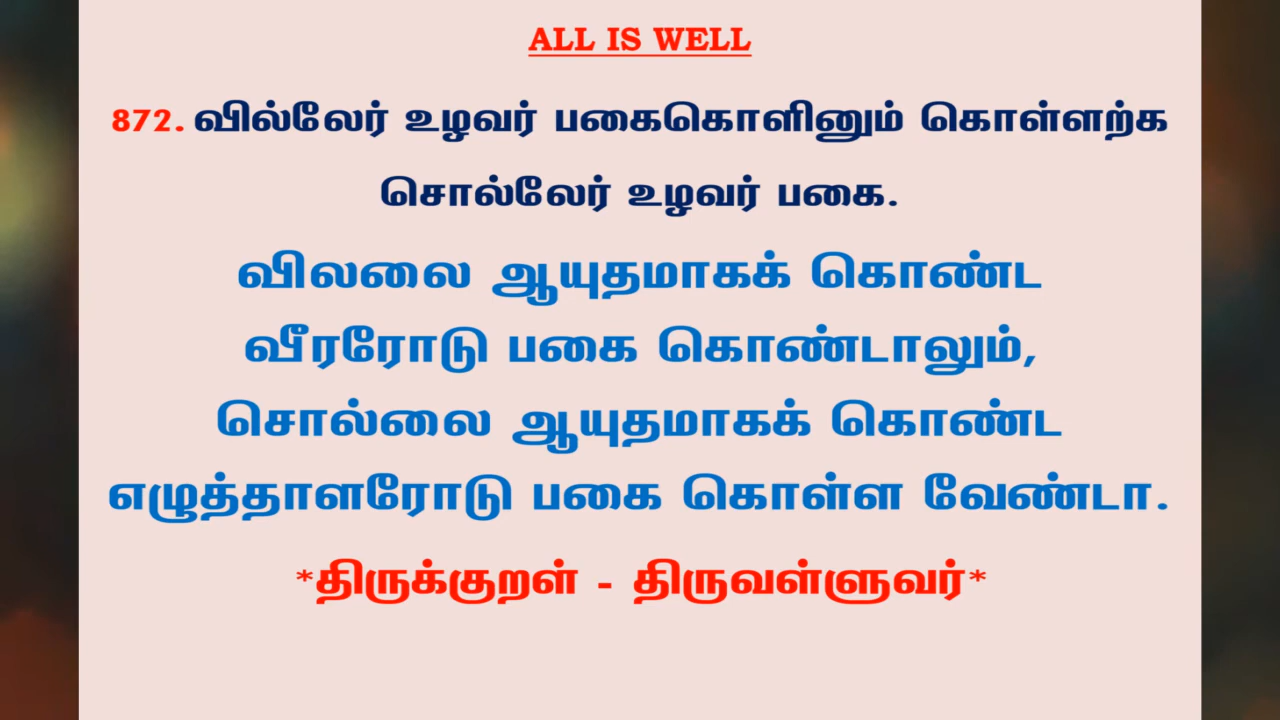 ALL IS WELL
872. வில்லேர் உழவர் பகைகொளினும் கொள்ளற்க
சொல்லேர் உழவர் பகை.
விலலை ஆயுதமாகக் கொண்ட
வீரரோடு பகை கொண்டாலும்,
சொல்லை ஆயுதமாகக் கொண்ட
எழுத்தாளரோடு பகை கொள்ள வேண்டா.
*திருக்குறள் - திருவள்ளுவர்*